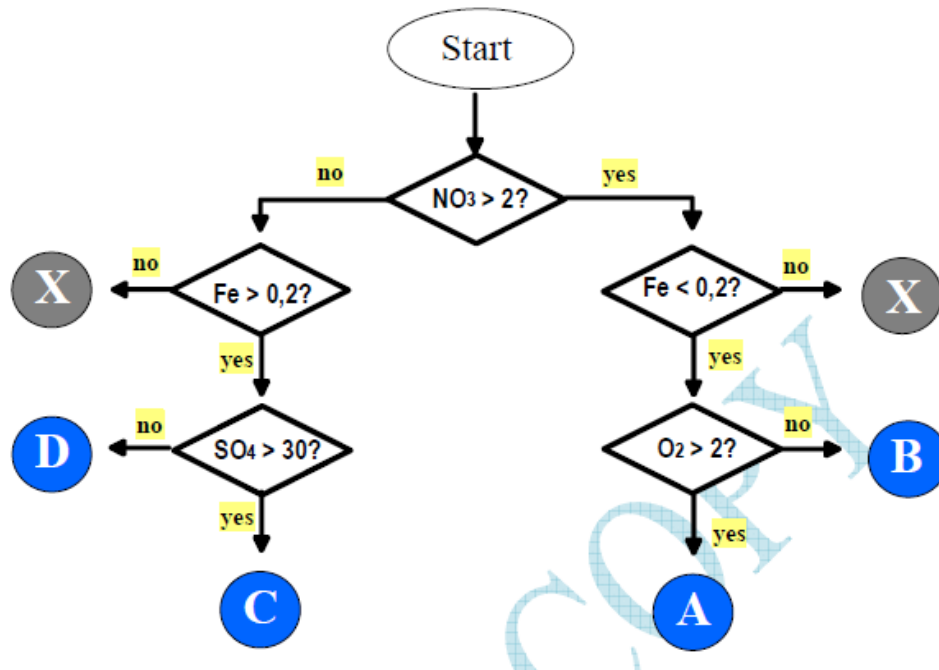 Start
no
yes
NO3 > 2?
X
no
Fe > 0,2?
Fe < 0,2?
no
X
yes
yes
D
no
SO4 > 30?
O2 > 2?
no
B
yes
yes
C
A
COPY